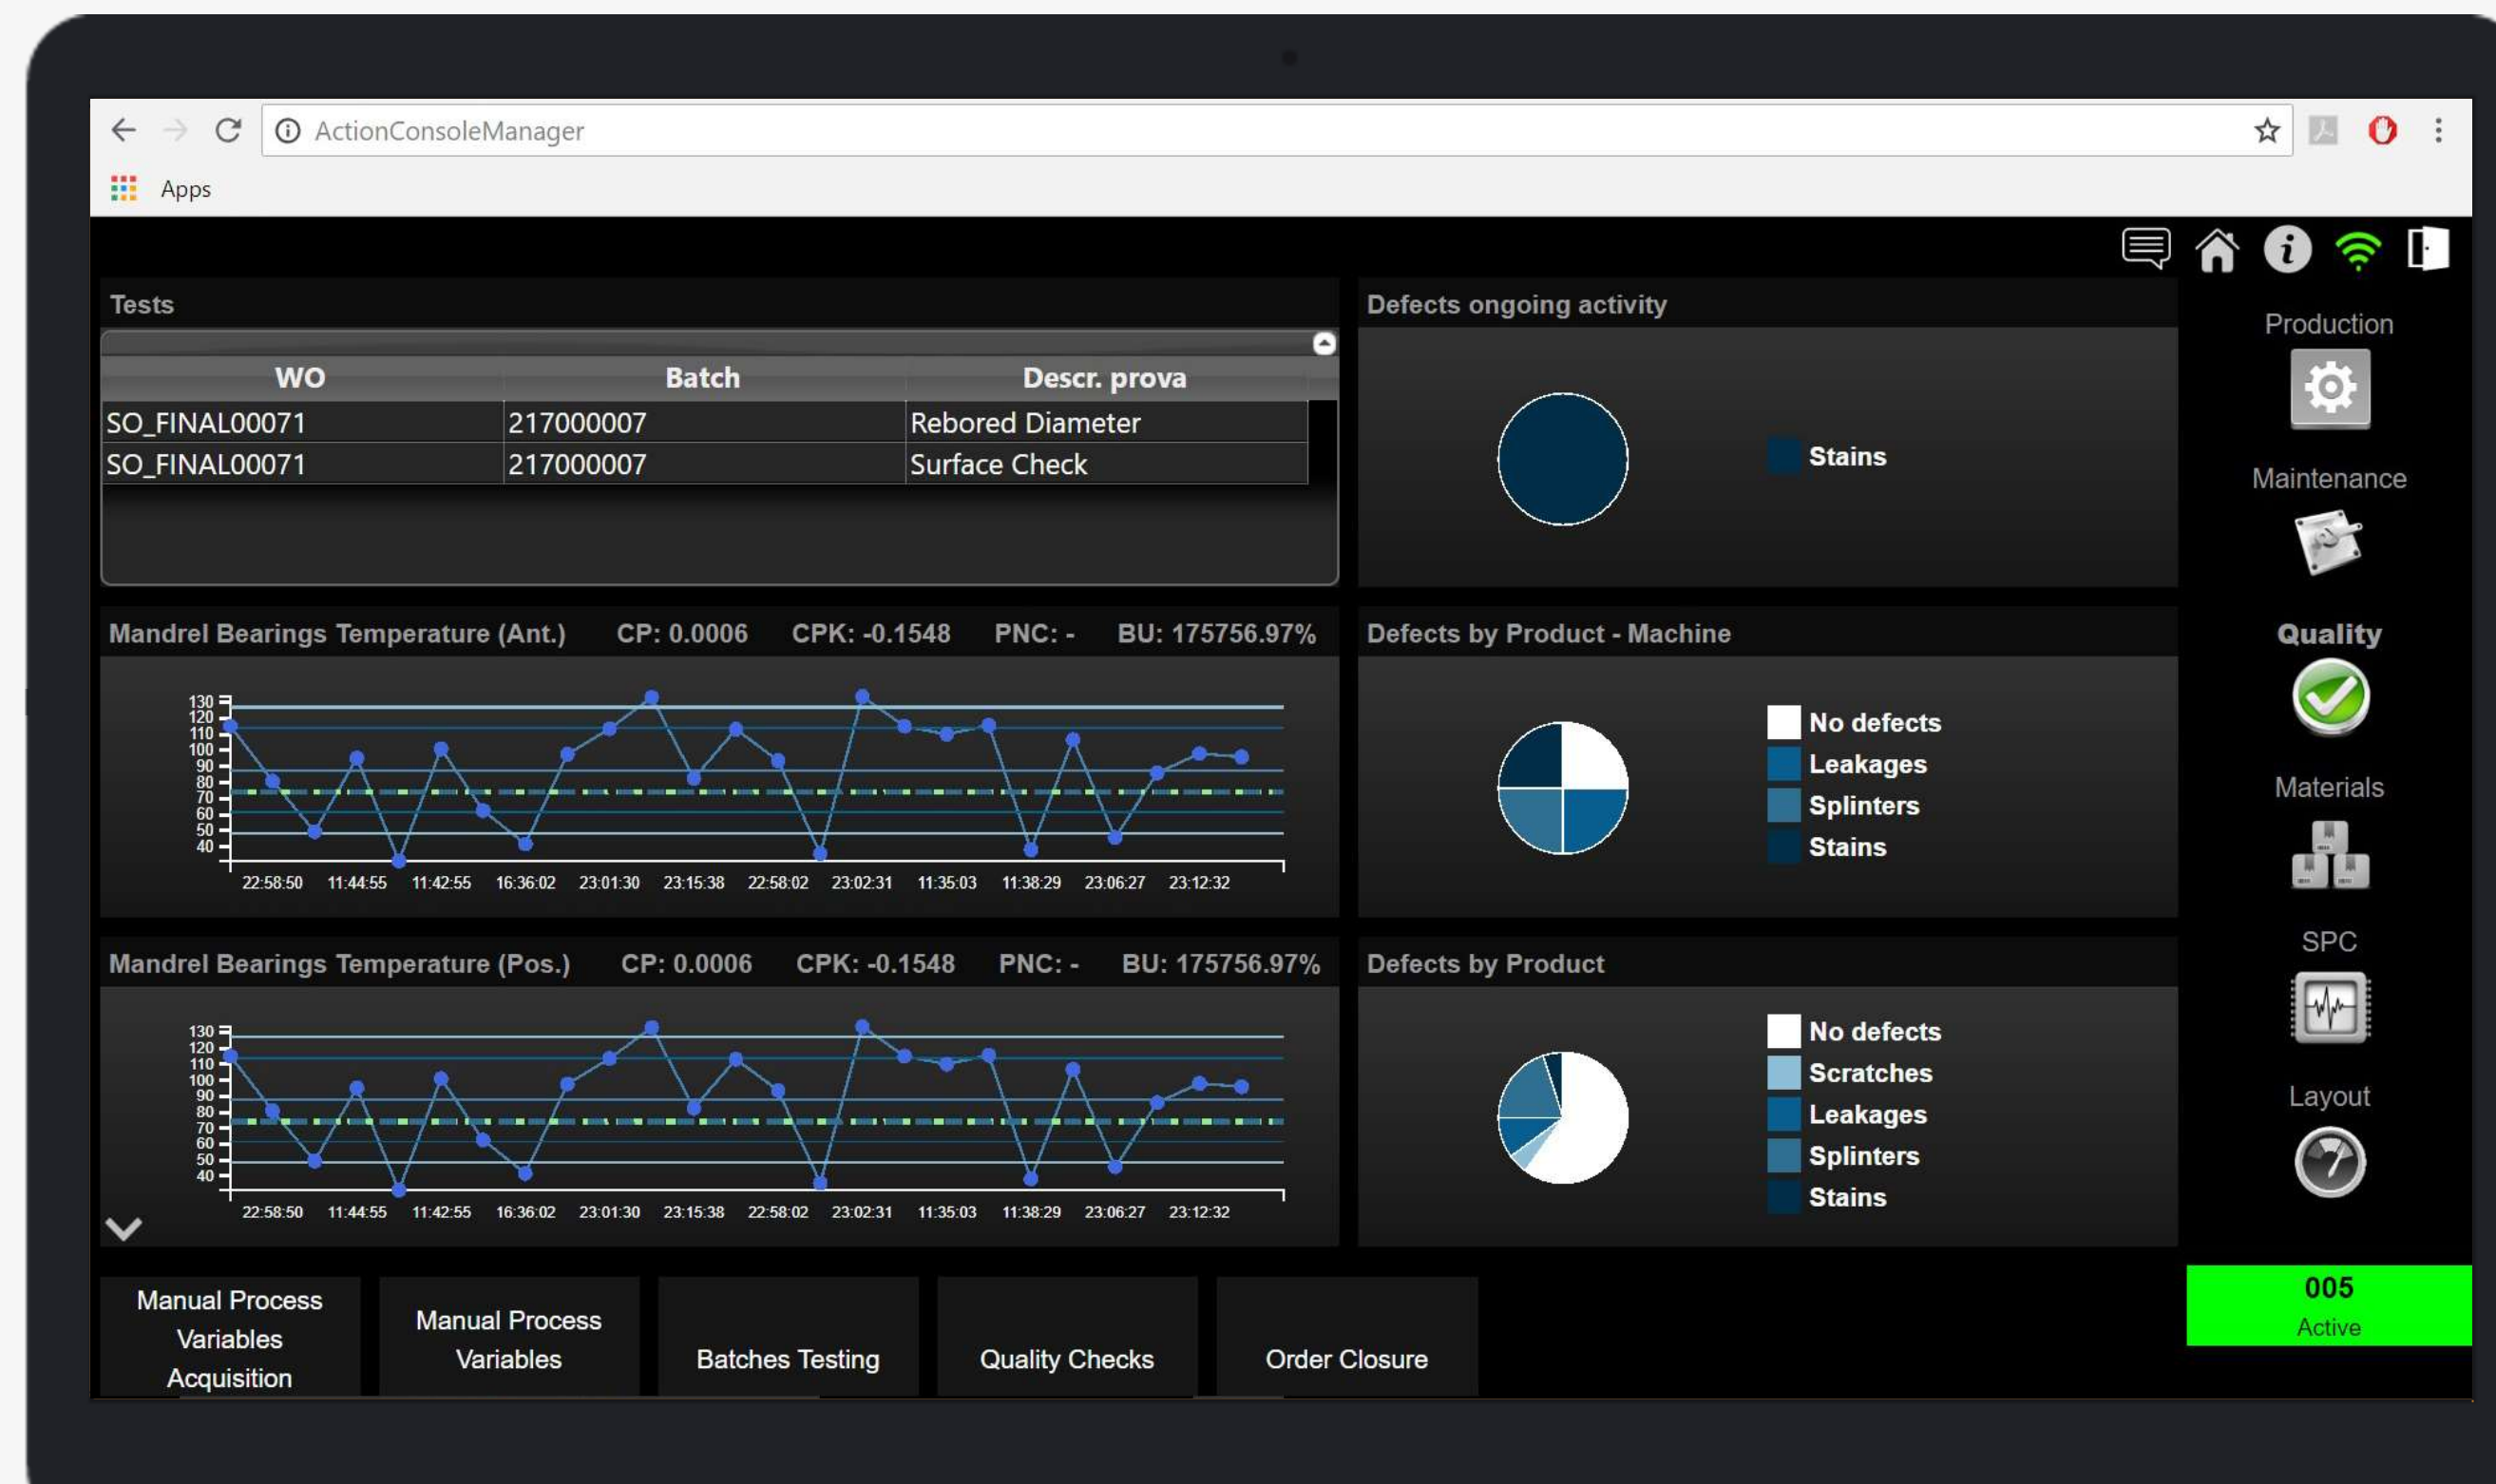 ActionConsoleManager
Apps
Tests
WO Batch Descr. prova
SO_FINAL00071 217000007 Rebored Diameter
SO_FINAL00071 217000007 Surface Check
Defects ongoing activity
Stains
Mandrel Bearings Temperature (Ant.) CP: 0.0006 CPK: -0.1548 PNC: - BU: 175756.97%
130
120
110
100
90
80
70
60
50
40
22:58:50 11:44:55 11:42:55 16:36:02 23:01:30 23:15:38 22:58:02 23:02:31 11:35:03 11:38:29 23:06:27 23:12:32
Defects by Product - Machine
No defects
Leakages
Splinters
Stains
Mandrel Bearings Temperature (Pos.) CP: 0.0006 CPK: -0.1548 PNC: - BU: 175756.97%
130
120
110
100
90
80
70
60
50
40
22:58:50 11:44:55 11:42:55 16:36:02 23:01:30 23:15:38 22:58:02 23:02:31 11:35:03 11:38:29 23:06:27 23:12:32
Defects by Product
No defects
Scratches
Leakages
Splinters
Stains
Production
Maintenance
Quality
Materials
SPC
Layout
Manual Process
Variables
Acquisition
Manual Process
Variables
Batches Testing
Quality Checks
Order Closure
005
Active